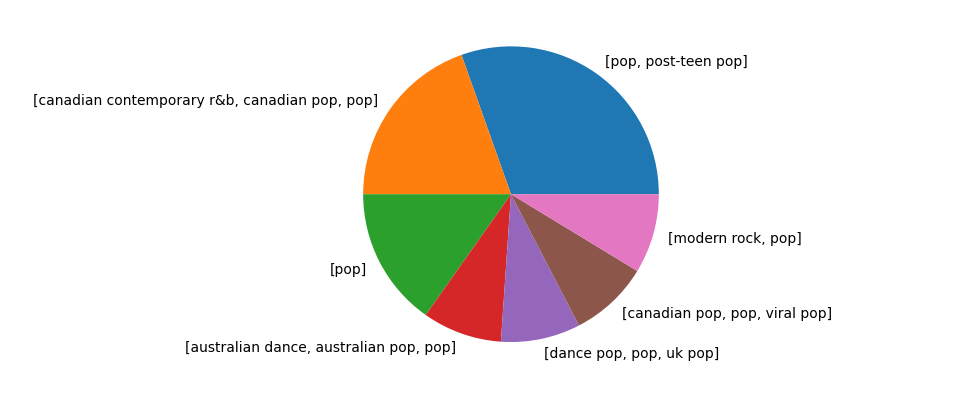 [pop, post-teen pop]
[canadian contemporary r&b, canadian pop, pop]
[modern rock, pop]
[pop]
[canadian pop, pop, viral pop]
[australian dance, australian pop, pop]
[dance pop, pop, uk pop]